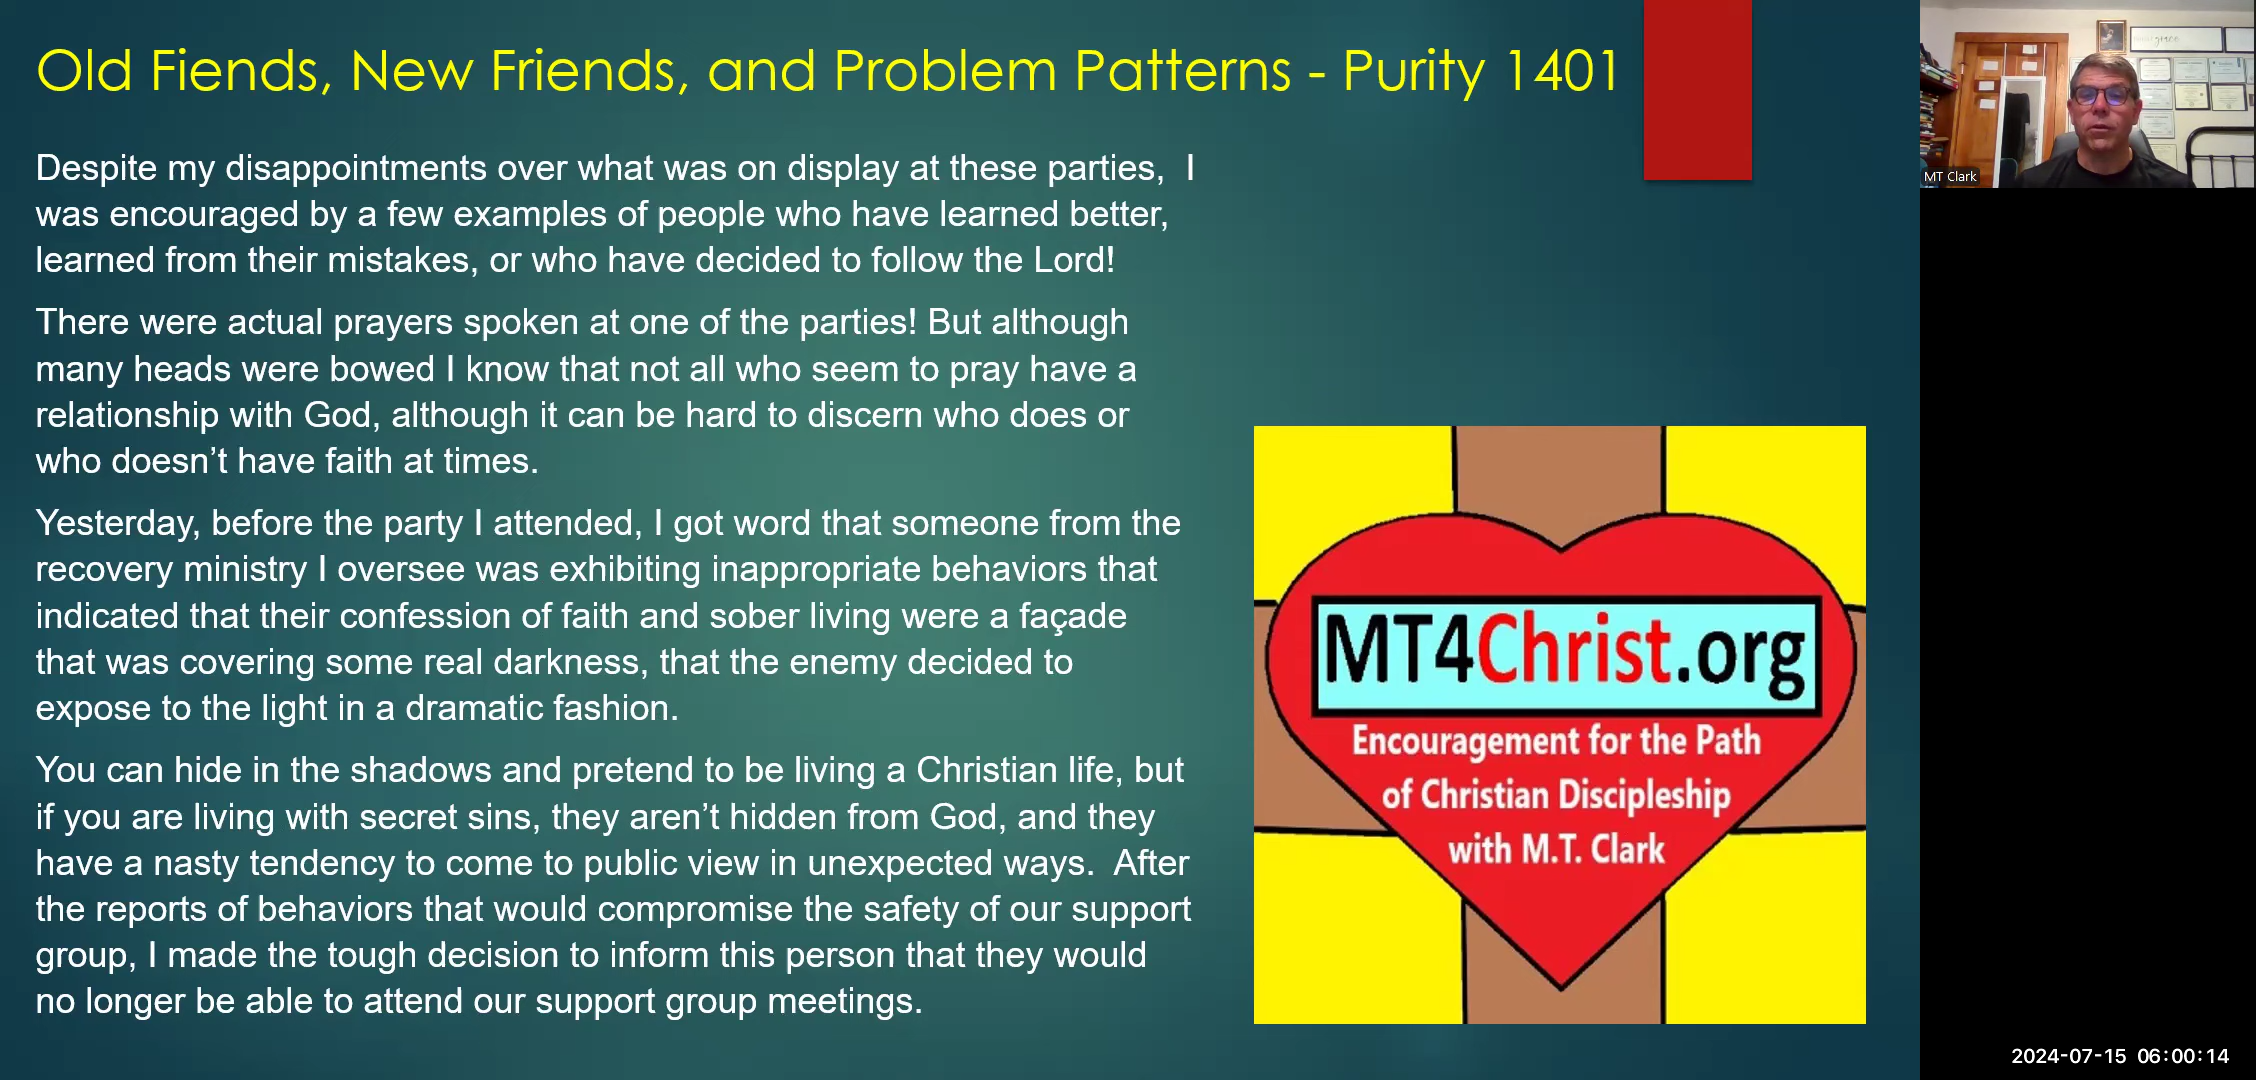 Old Fiends, New Friends, and Problem Patterns - Purity 1401
Despite my disappointments over what was on display at these parties,  I
was encouraged by a few examples of people who have learned better,
learned from their mistakes, or who have decided to follow the Lord!
There were actual prayers spoken at one of the parties! But although
many heads were bowed I know that not all who seem to pray have a
relationship with God, although it can be hard to discern who does or
who doesn’t have faith at times.
Yesterday, before the party I attended, I got word that someone from the
recovery ministry I oversee was exhibiting inappropriate behaviors that
indicated that their confession of faith and sober living were a façade
that was covering some real darkness, that the enemy decided to
expose to the light in a dramatic fashion.
You can hide in the shadows and pretend to be living a Christian life, but
if you are living with secret sins, they aren’t hidden from God, and they
have a nasty tendency to come to public view in unexpected ways.  After
the reports of behaviors that would compromise the safety of our support
group, I made the tough decision to inform this person that they would
no longer be able to attend our support group meetings.
MT4Christ.org
Encouragement for the Path
of Christian Discipleship
with M.T. Clark
MT Clark
2024-07-15 06:00:14